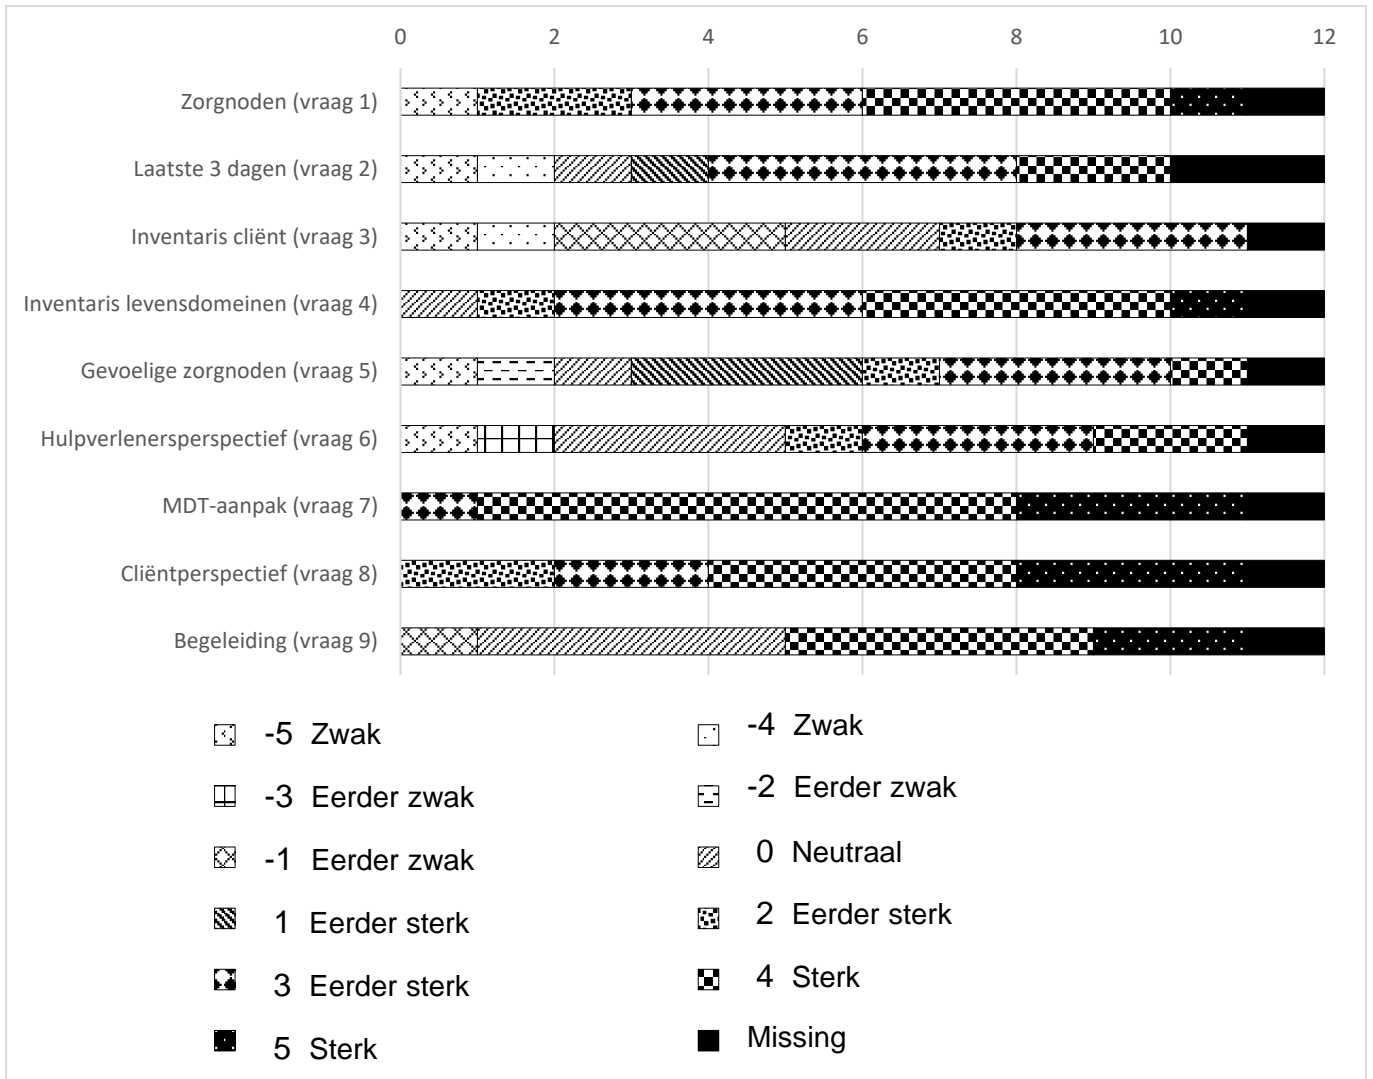 0 2 4 6 8 10 12
Zorgnoden (vraag 1)
Laatste 3 dagen (vraag 2)
Inventaris cliënt (vraag 3)
Inventaris levensdomeinen (vraag 4)
Gevoelige zorgnoden (vraag 5)
Hulpverlenersperspectief (vraag 6)
MDT-aanpak (vraag 7)
Cliëntperspectief (vraag 8)
Begeleiding (vraag 9)
-5 Zwak
-4 Zwak
-3 Eerder zwak
-2 Eerder zwak
-1 Eerder zwak
0 Neutraal
1 Eerder sterk
2 Eerder sterk
3 Eerder sterk
4 Sterk
5 Sterk
Missing